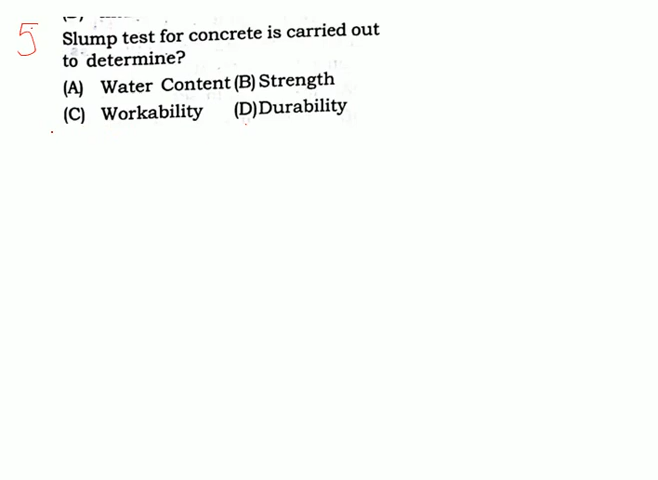 5
Slump test for concrete is carried out
to determine?
(A) Water Content (B) Strength
(C) Workability (D) Durability